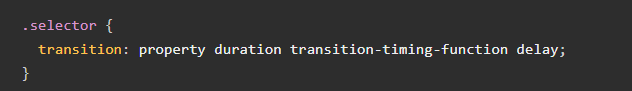 .selector {
  transition: property duration transition-timing-function delay;
}